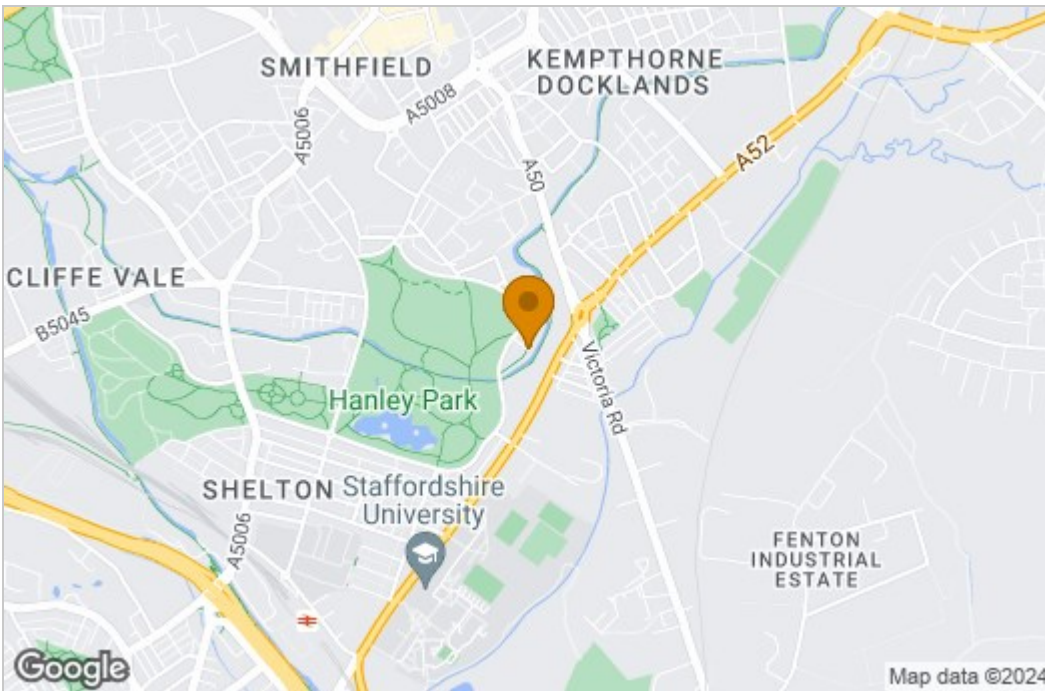 SMITHFIELD
KEMPTHORNE
DOCKLANDS
A5008
A5006
A50
A52
CLIFFE VALE
B5045
Hanley Park
Victoria Rd
SHELTON
Staffordshire
University
A5006
FENTON
INDUSTRIAL
ESTATE
Google
Map data ©2024